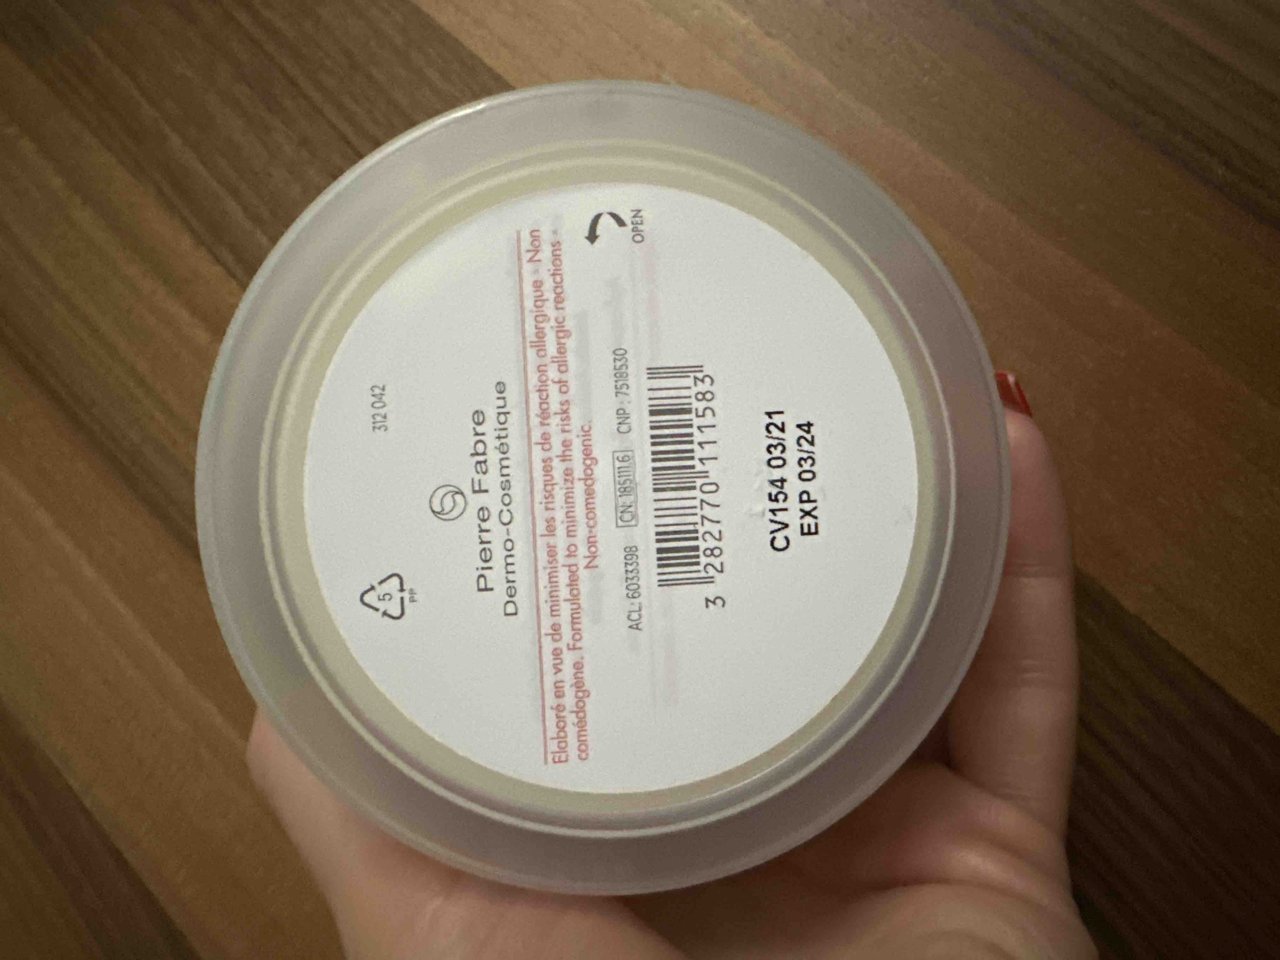 312 042
5
PP
Pierre Fabre
Dermo-Cosmétique
Elaboré en vue de minimiser les risques de réaction allergique - Non
comédogène. Formulated to minimize the risks of allergic reactions -
Non-comedogenic.
OPEN
ACL: 6033398 CN: 185111.6 CNP : 7518530
3 282770 111583
CV154 03/21
EXP 03/24